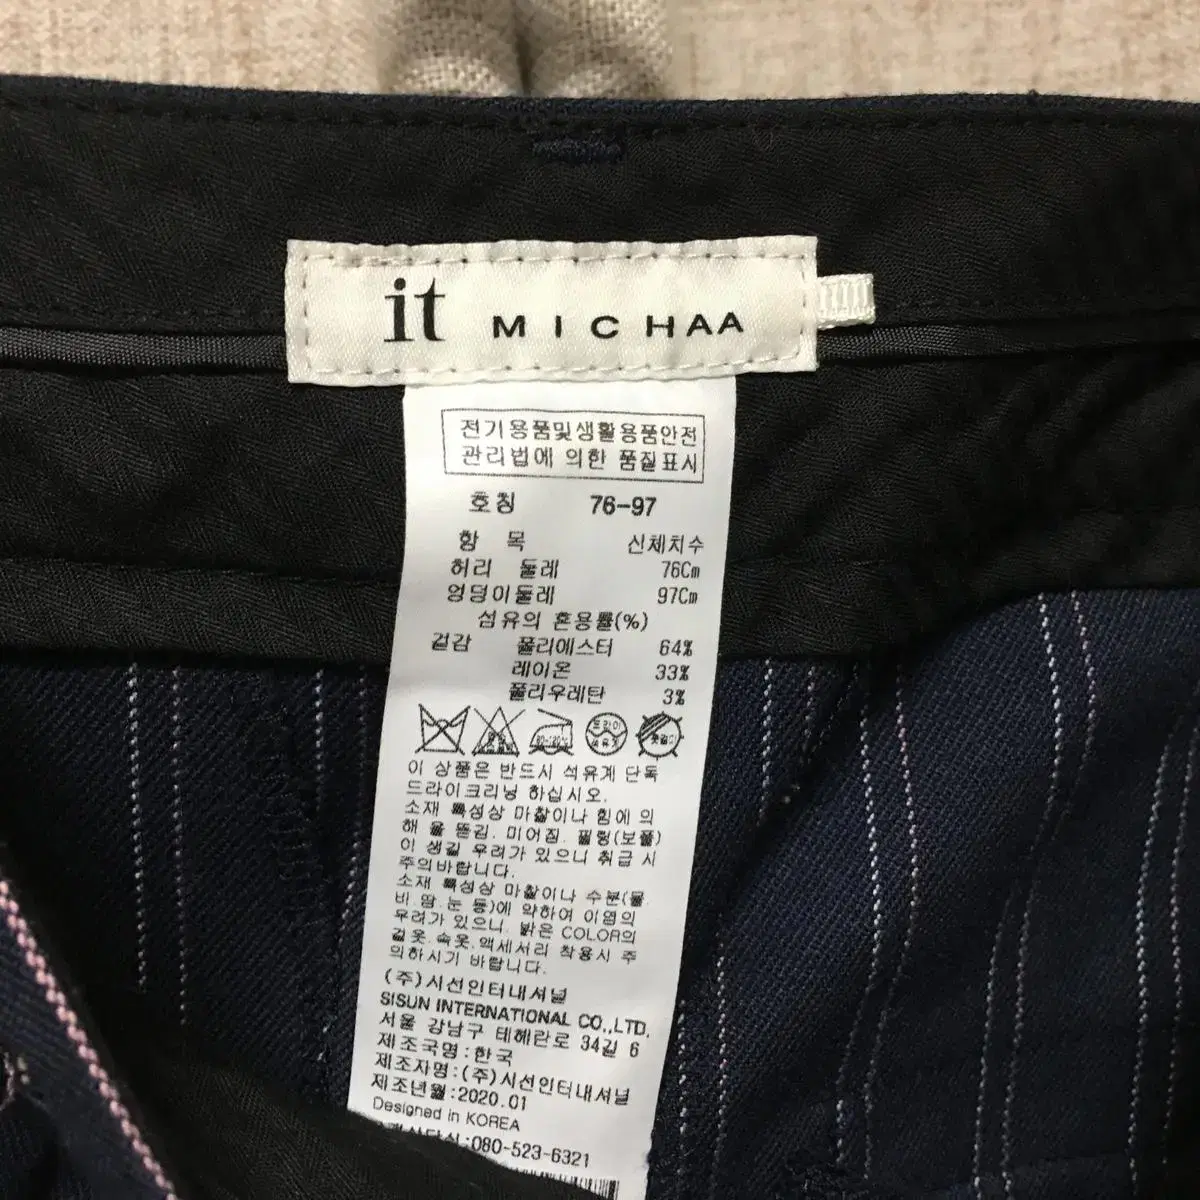 it MICHAA
전기용품및생활용품안전
관리법에 의한 품질표시
호칭 76-97
항 목 신체치수
허리 둘레 76Cm
엉덩이둘레 97Cm
섬유의 혼용률(%)
겉감 폴리에스터 64%
레이온 33%
폴리우레탄 3%
80-120℃
드라이
석유계
이 상품은 반드시 석유계 단독
드라이크리닝 하십시오.
소재 특성상 마찰이나 힘에 의
해 올 뜯김, 미어짐, 필링(보풀)
이 생길 우려가 있으니 취급 시
주의바랍니다.
소재 특성상 마찰이나 수분(물,
비,땀,눈 등)에 약하여 이염의
우려가 있으니, 밝은 COLOR의
겉옷,속옷,액세서리 착용시 주
의하시기 바랍니다.
(주)시선인터내셔널
SISUN INTERNATIONAL CO.,LTD.
서울 강남구 테헤란로 34길 6
제조국명:한국
제조자명:(주)시선인터내셔널
제조년월:2020.01
Designed in KOREA
:080-523-6321